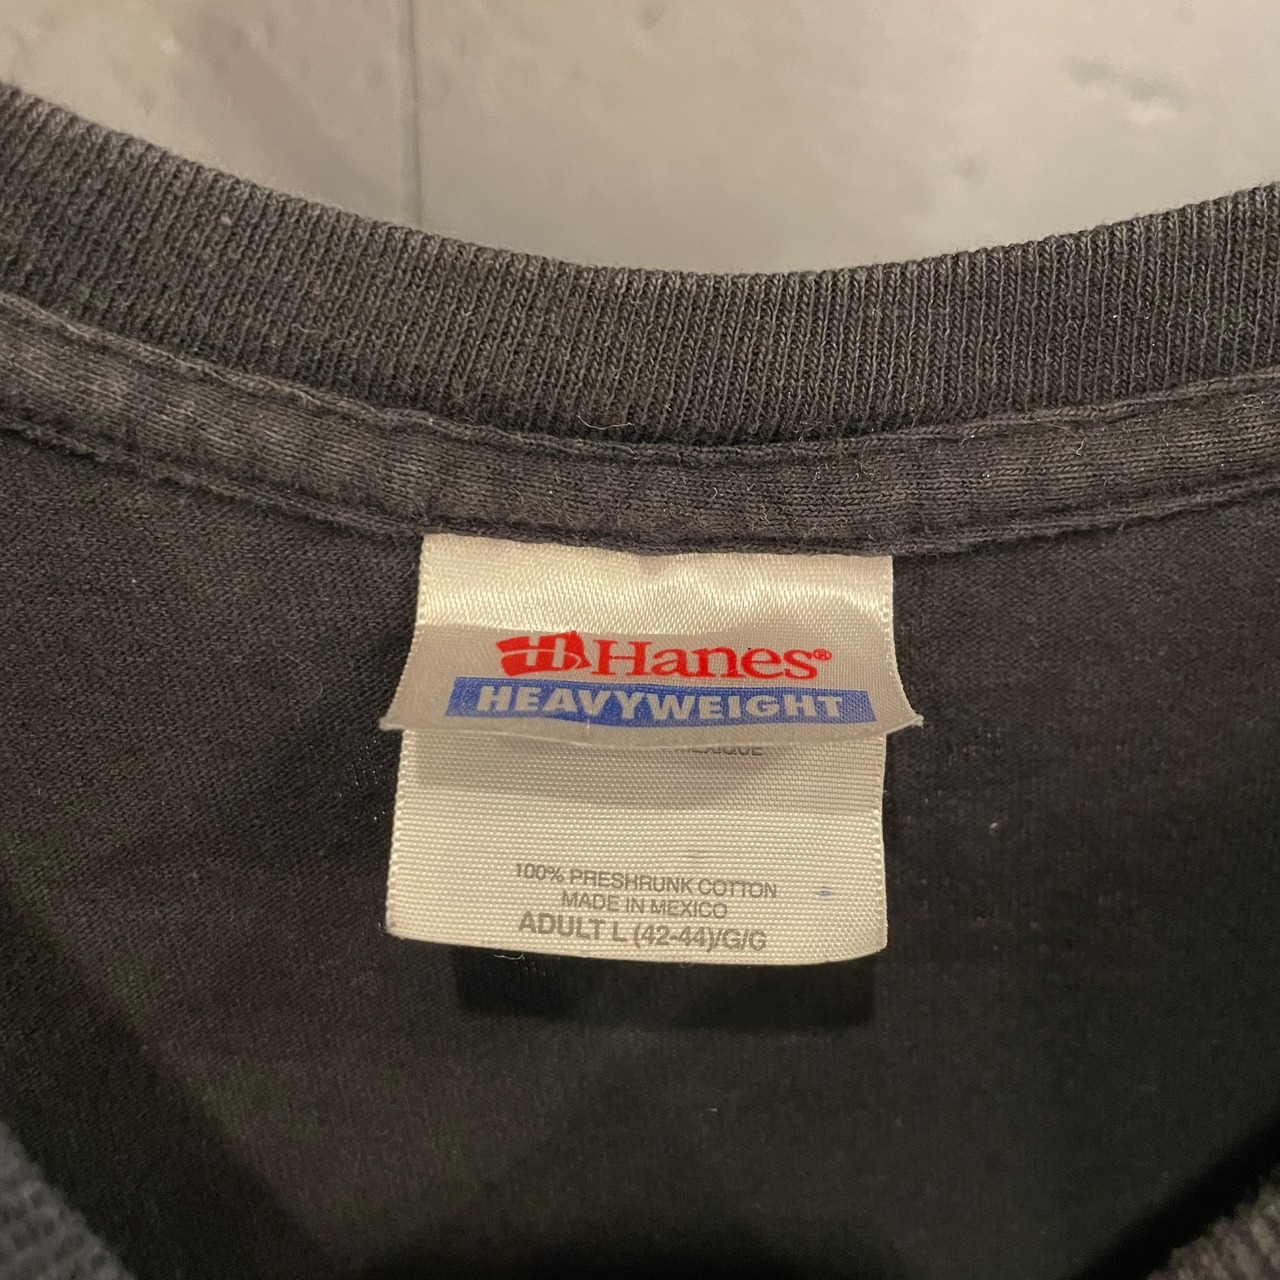 Hanes®
HEAVYWEIGHT
100% PRESHRUNK COTTON
MADE IN MEXICO
ADULT L (42-44)/G/G